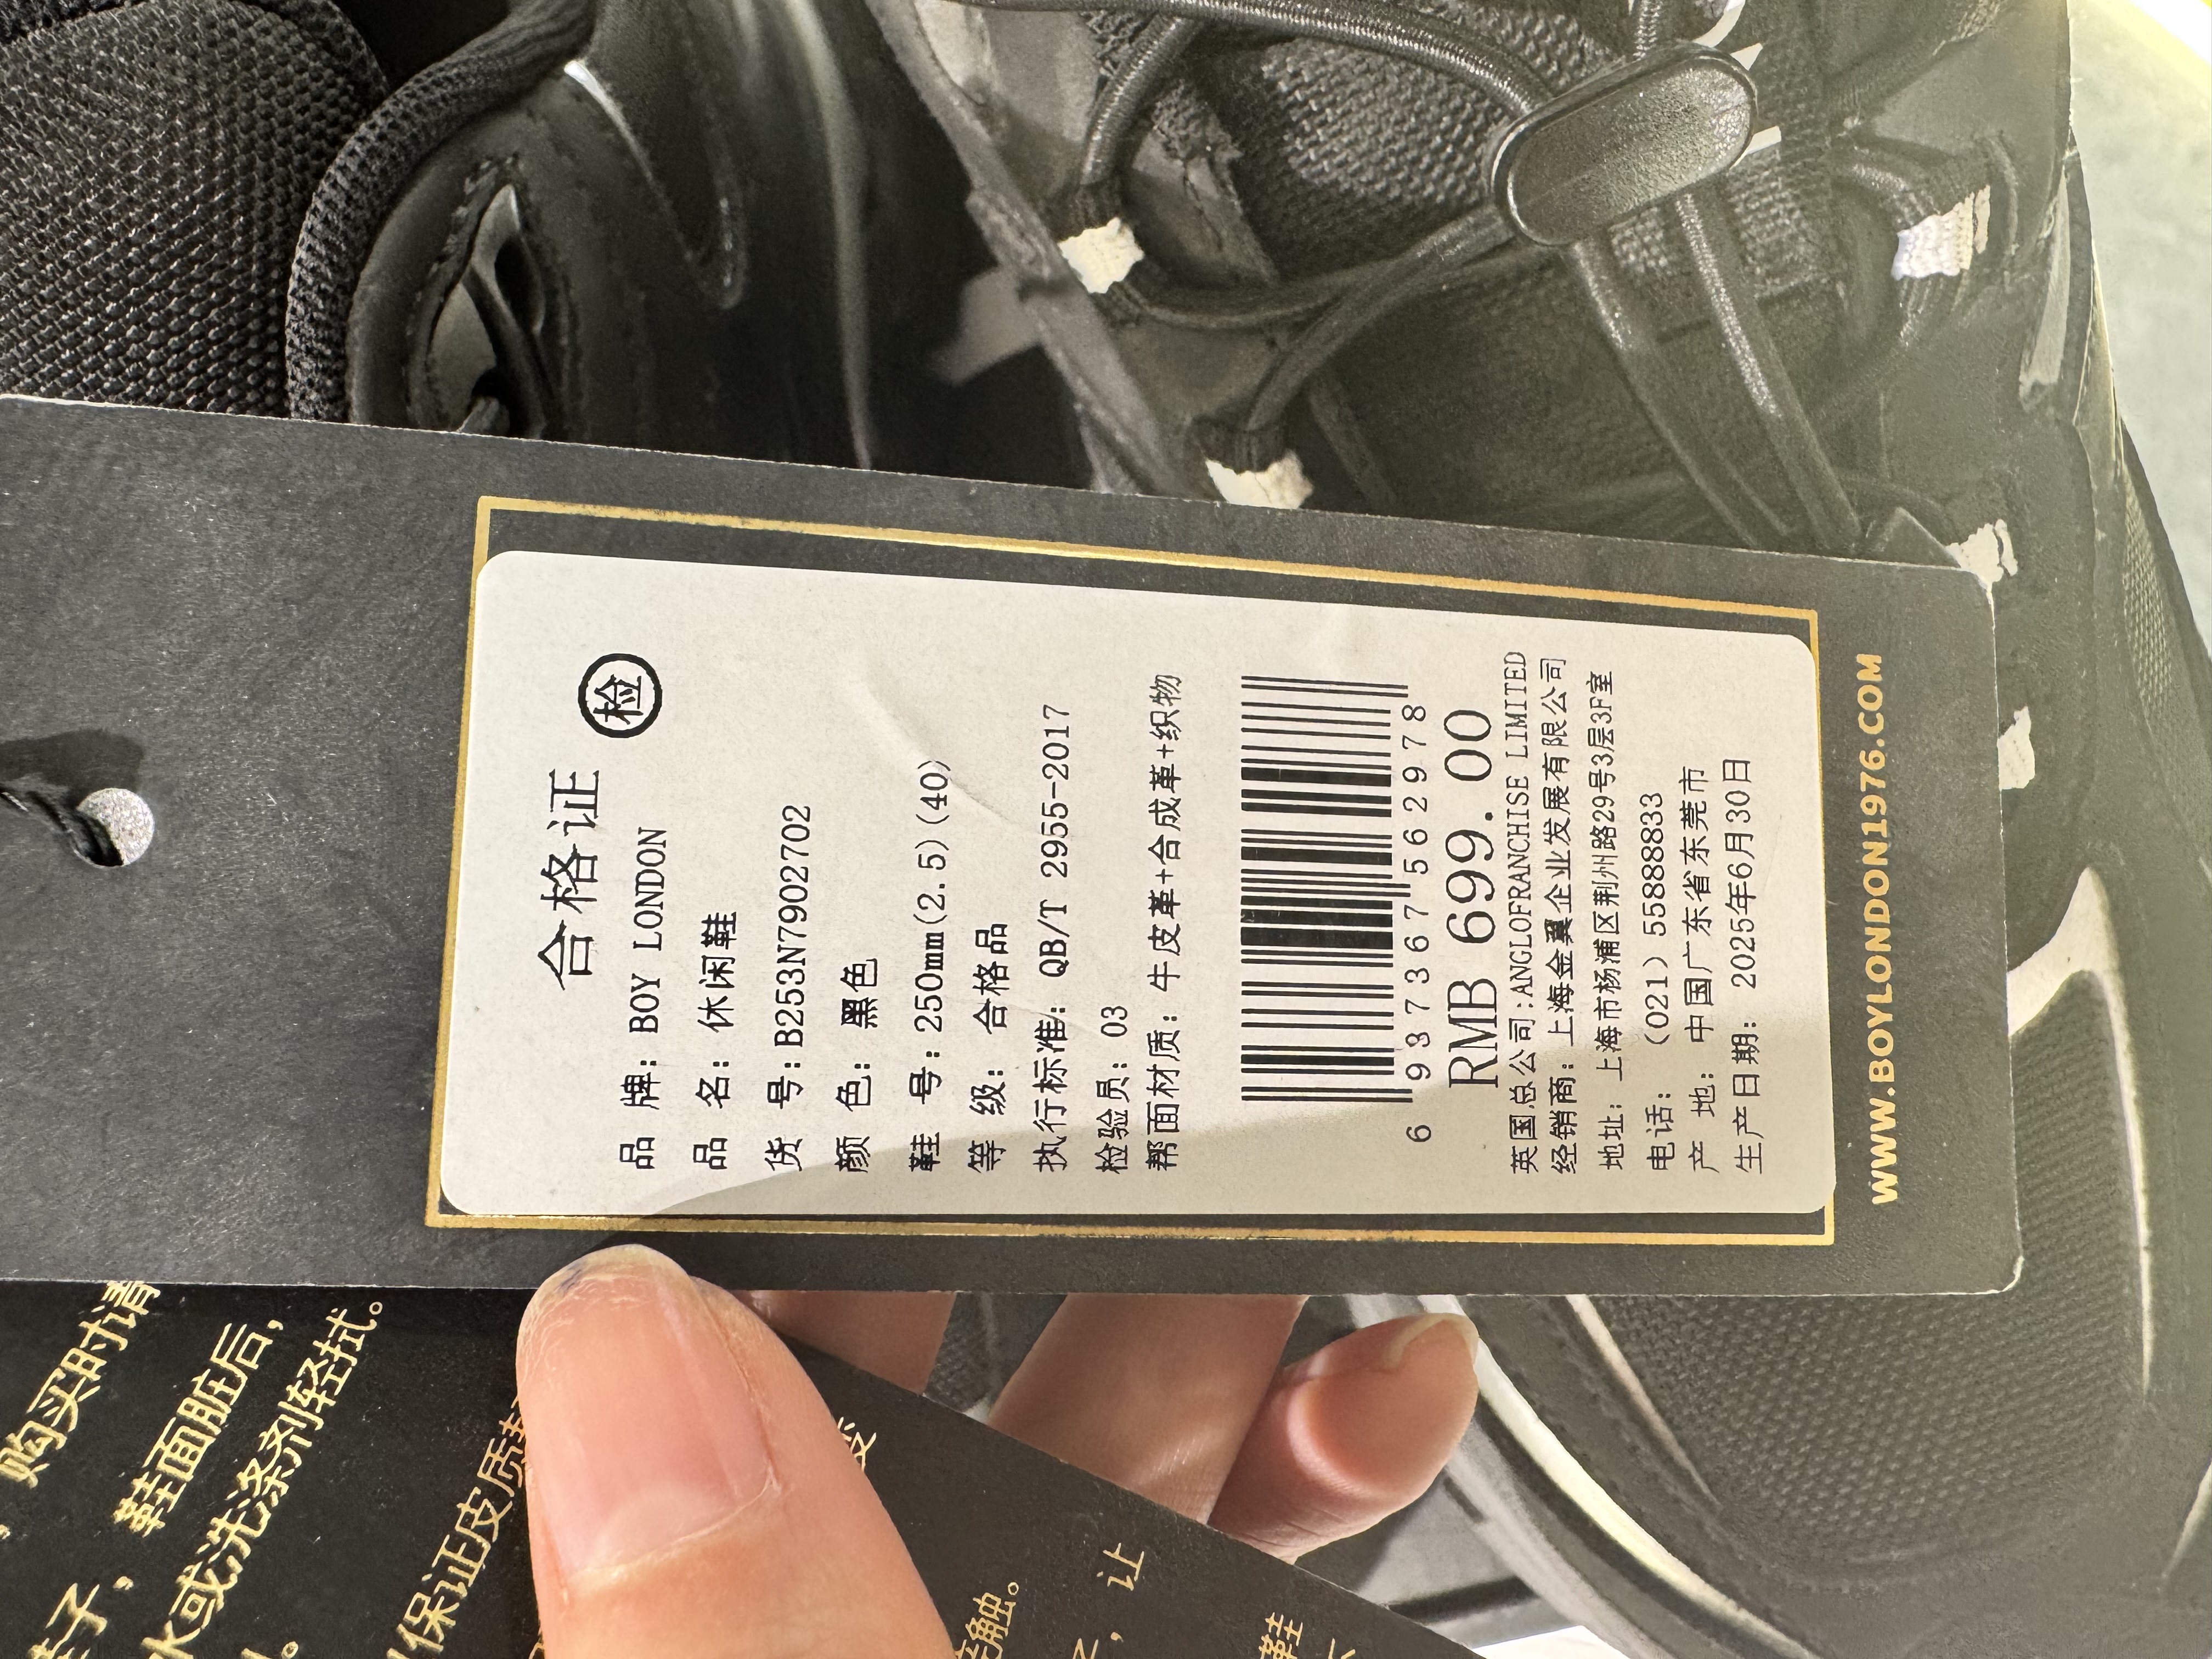 合格证
检
品 牌: BOY LONDON
品 名: 休闲鞋
货 号: B253N7902702
颜 色: 黑色
鞋 号: 250mm(2.5)(40)
等 级: 合格品
执行标准: QB/T 2955-2017
检验员: 03
帮面材质: 牛皮革+合成革+织物
6 937367 562978
RMB 699.00
英国总公司:ANGLOFRANCHISE LIMITED
经销商: 上海金翼企业发展有限公司
地址: 上海市杨浦区荆州路29号3层3F室
电话: (021) 55888833
产 地: 中国广东省东莞市
生产日期: 2025年6月30日
WWW.BOYLONDON1976.COM
购买时请
鞋子, 鞋面脏后,
水或洗涤剂轻拭。
保证皮质
变
接触。
, 让
鞋